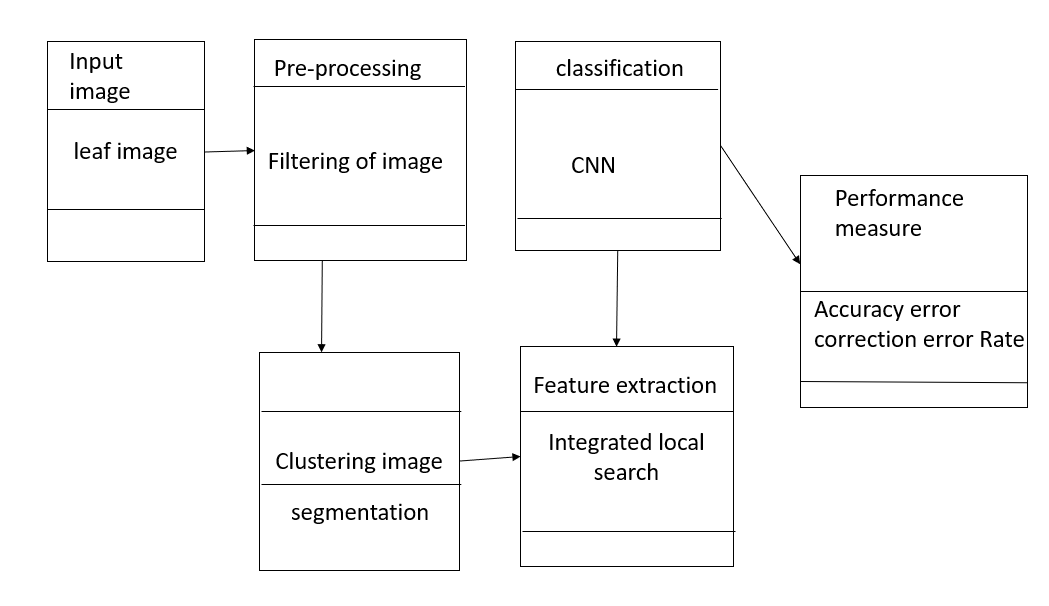 Input
image
leaf image
Pre-processing
Filtering of image
classification
CNN
Performance
measure
Accuracy error
correction error Rate
Clustering image
segmentation
Feature extraction
Integrated local
search